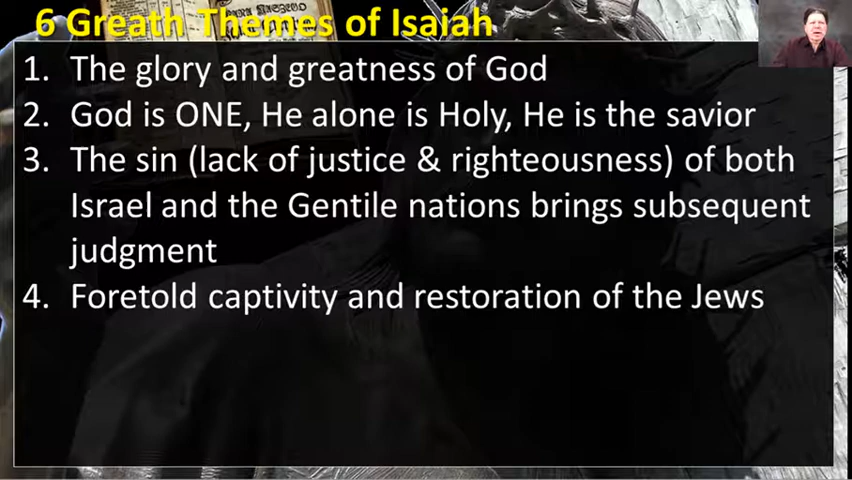 6 Greath Themes of Isaiah
1. The glory and greatness of God
2. God is ONE, He alone is Holy, He is the savior
3. The sin (lack of justice & righteousness) of both
Israel and the Gentile nations brings subsequent
judgment
4. Foretold captivity and restoration of the Jews